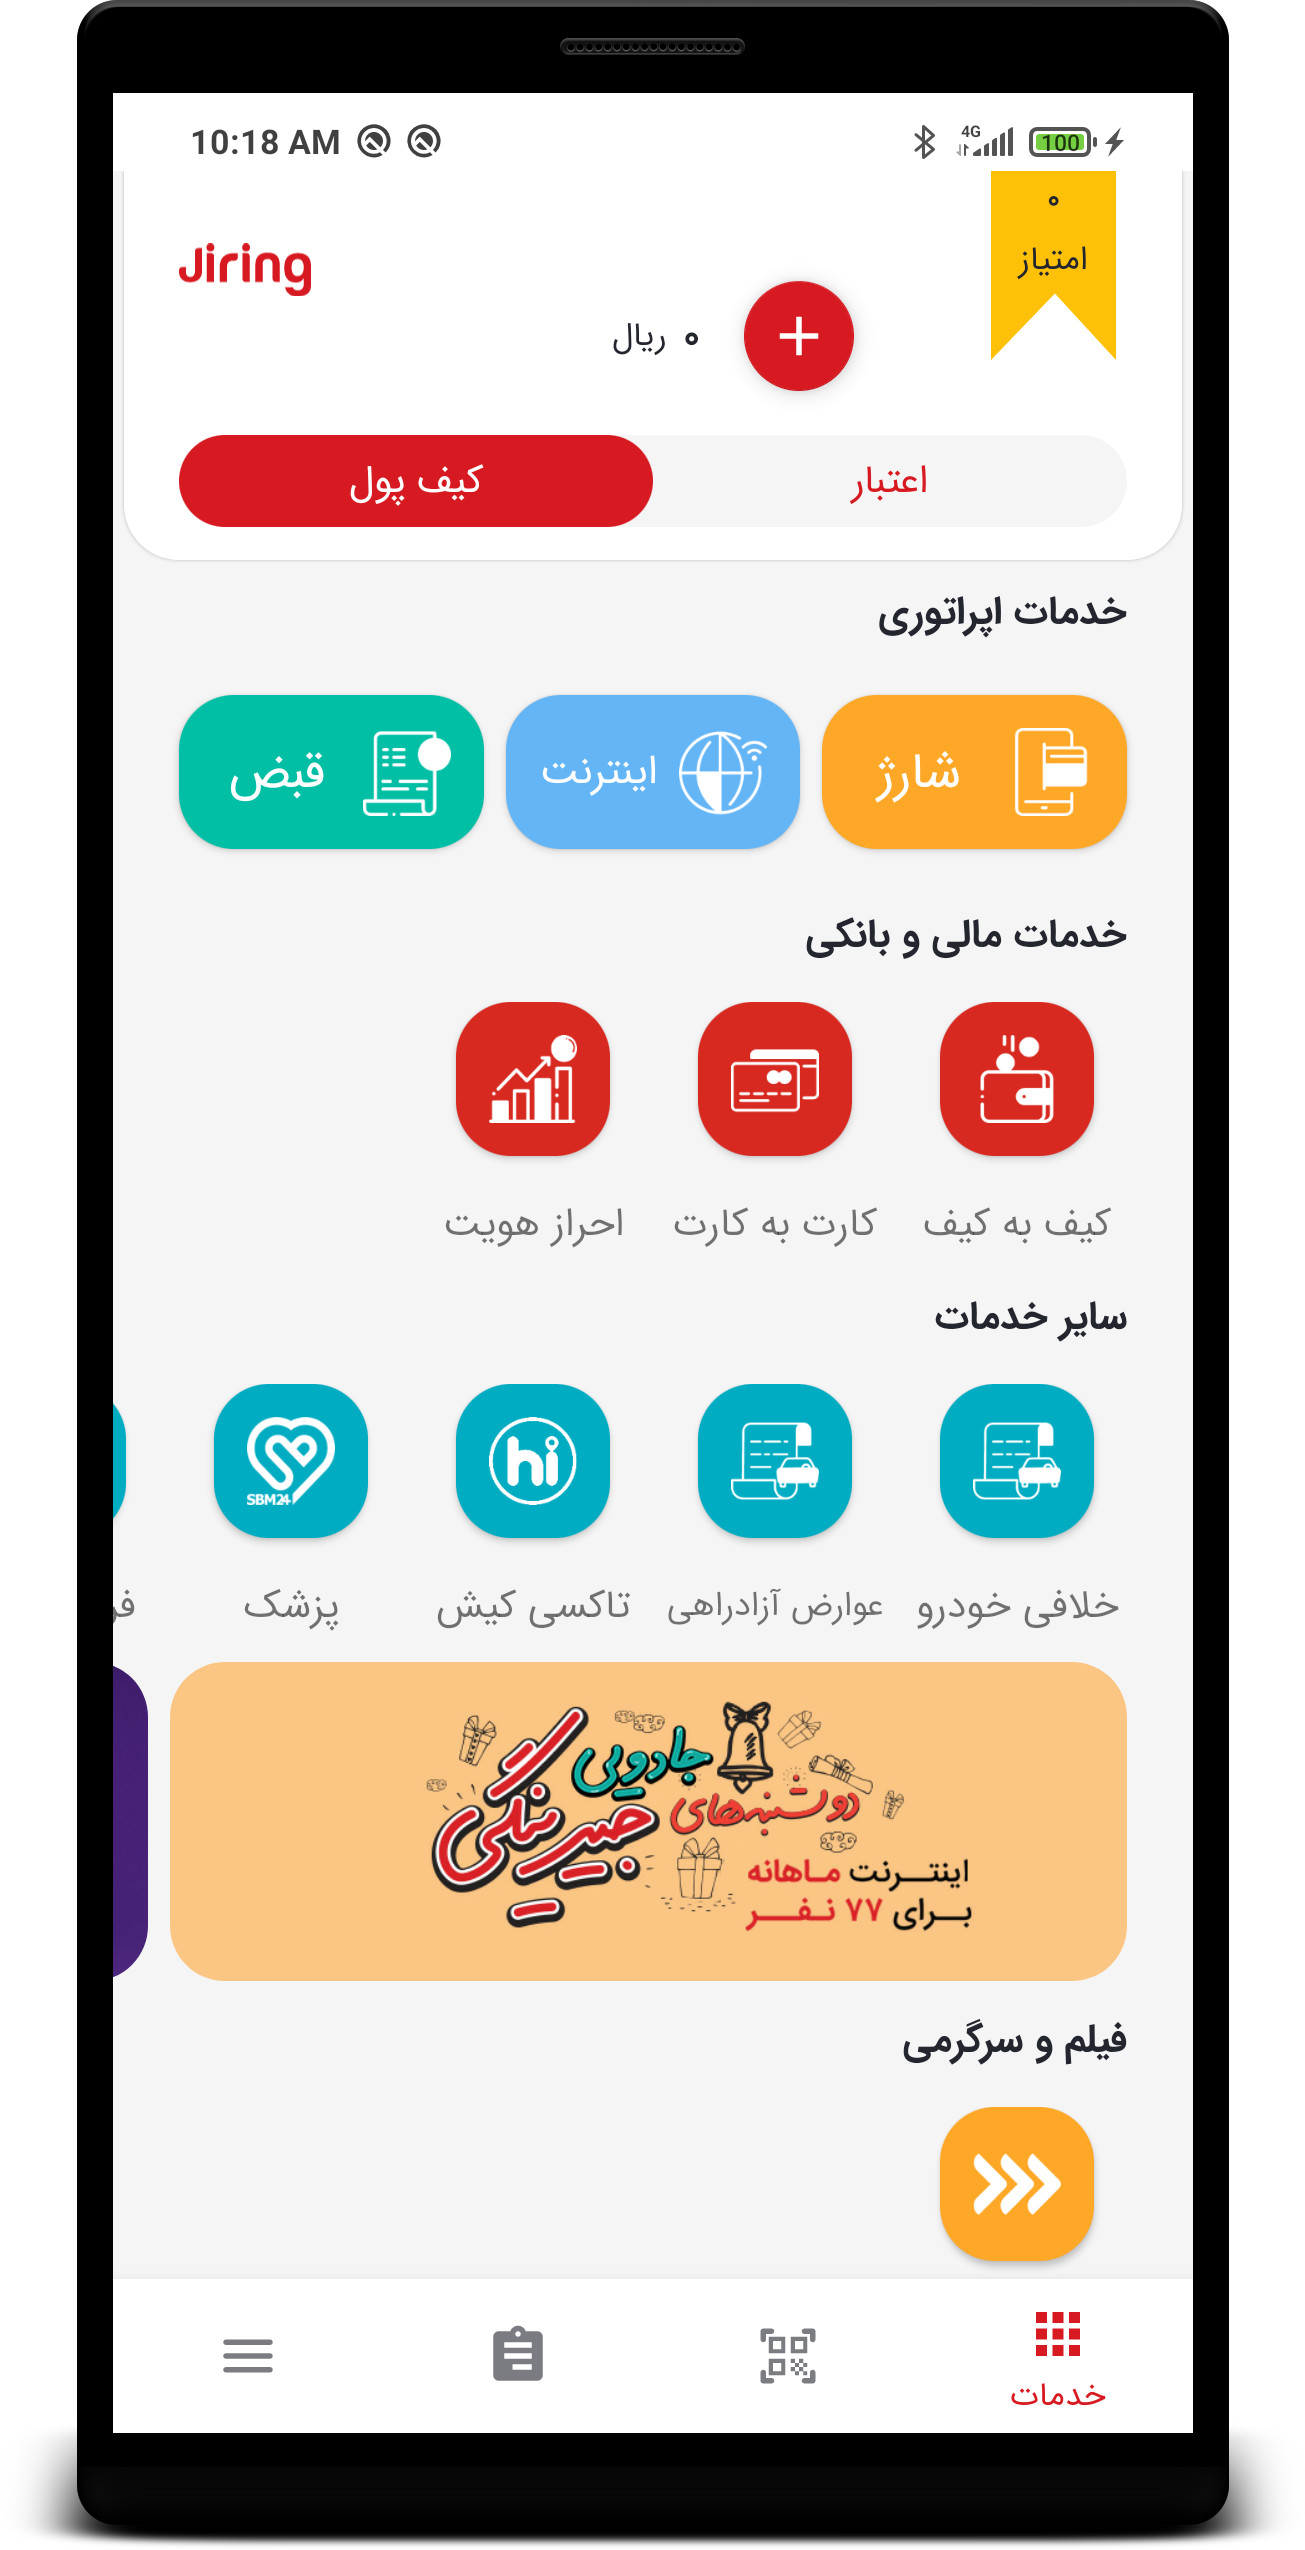 10:18 AM
4G
100
۰
امتیاز
Jiring
۰ ریال
اعتبار
کیف پول
خدمات اپراتوری
شارژ
اینترنت
قبض
خدمات مالی و بانکی
کیف به کیف
کارت به کارت
احراز هویت
سایر خدمات
SBM24
hi
خلافی خودرو
عوارض آزادراهی
تاکسی کیش
پزشک
دوشنبه‌های
جادویی
جیرینگی
اینترنت ماهانه
برای ۷۷ نفر
فیلم و سرگرمی
خدمات